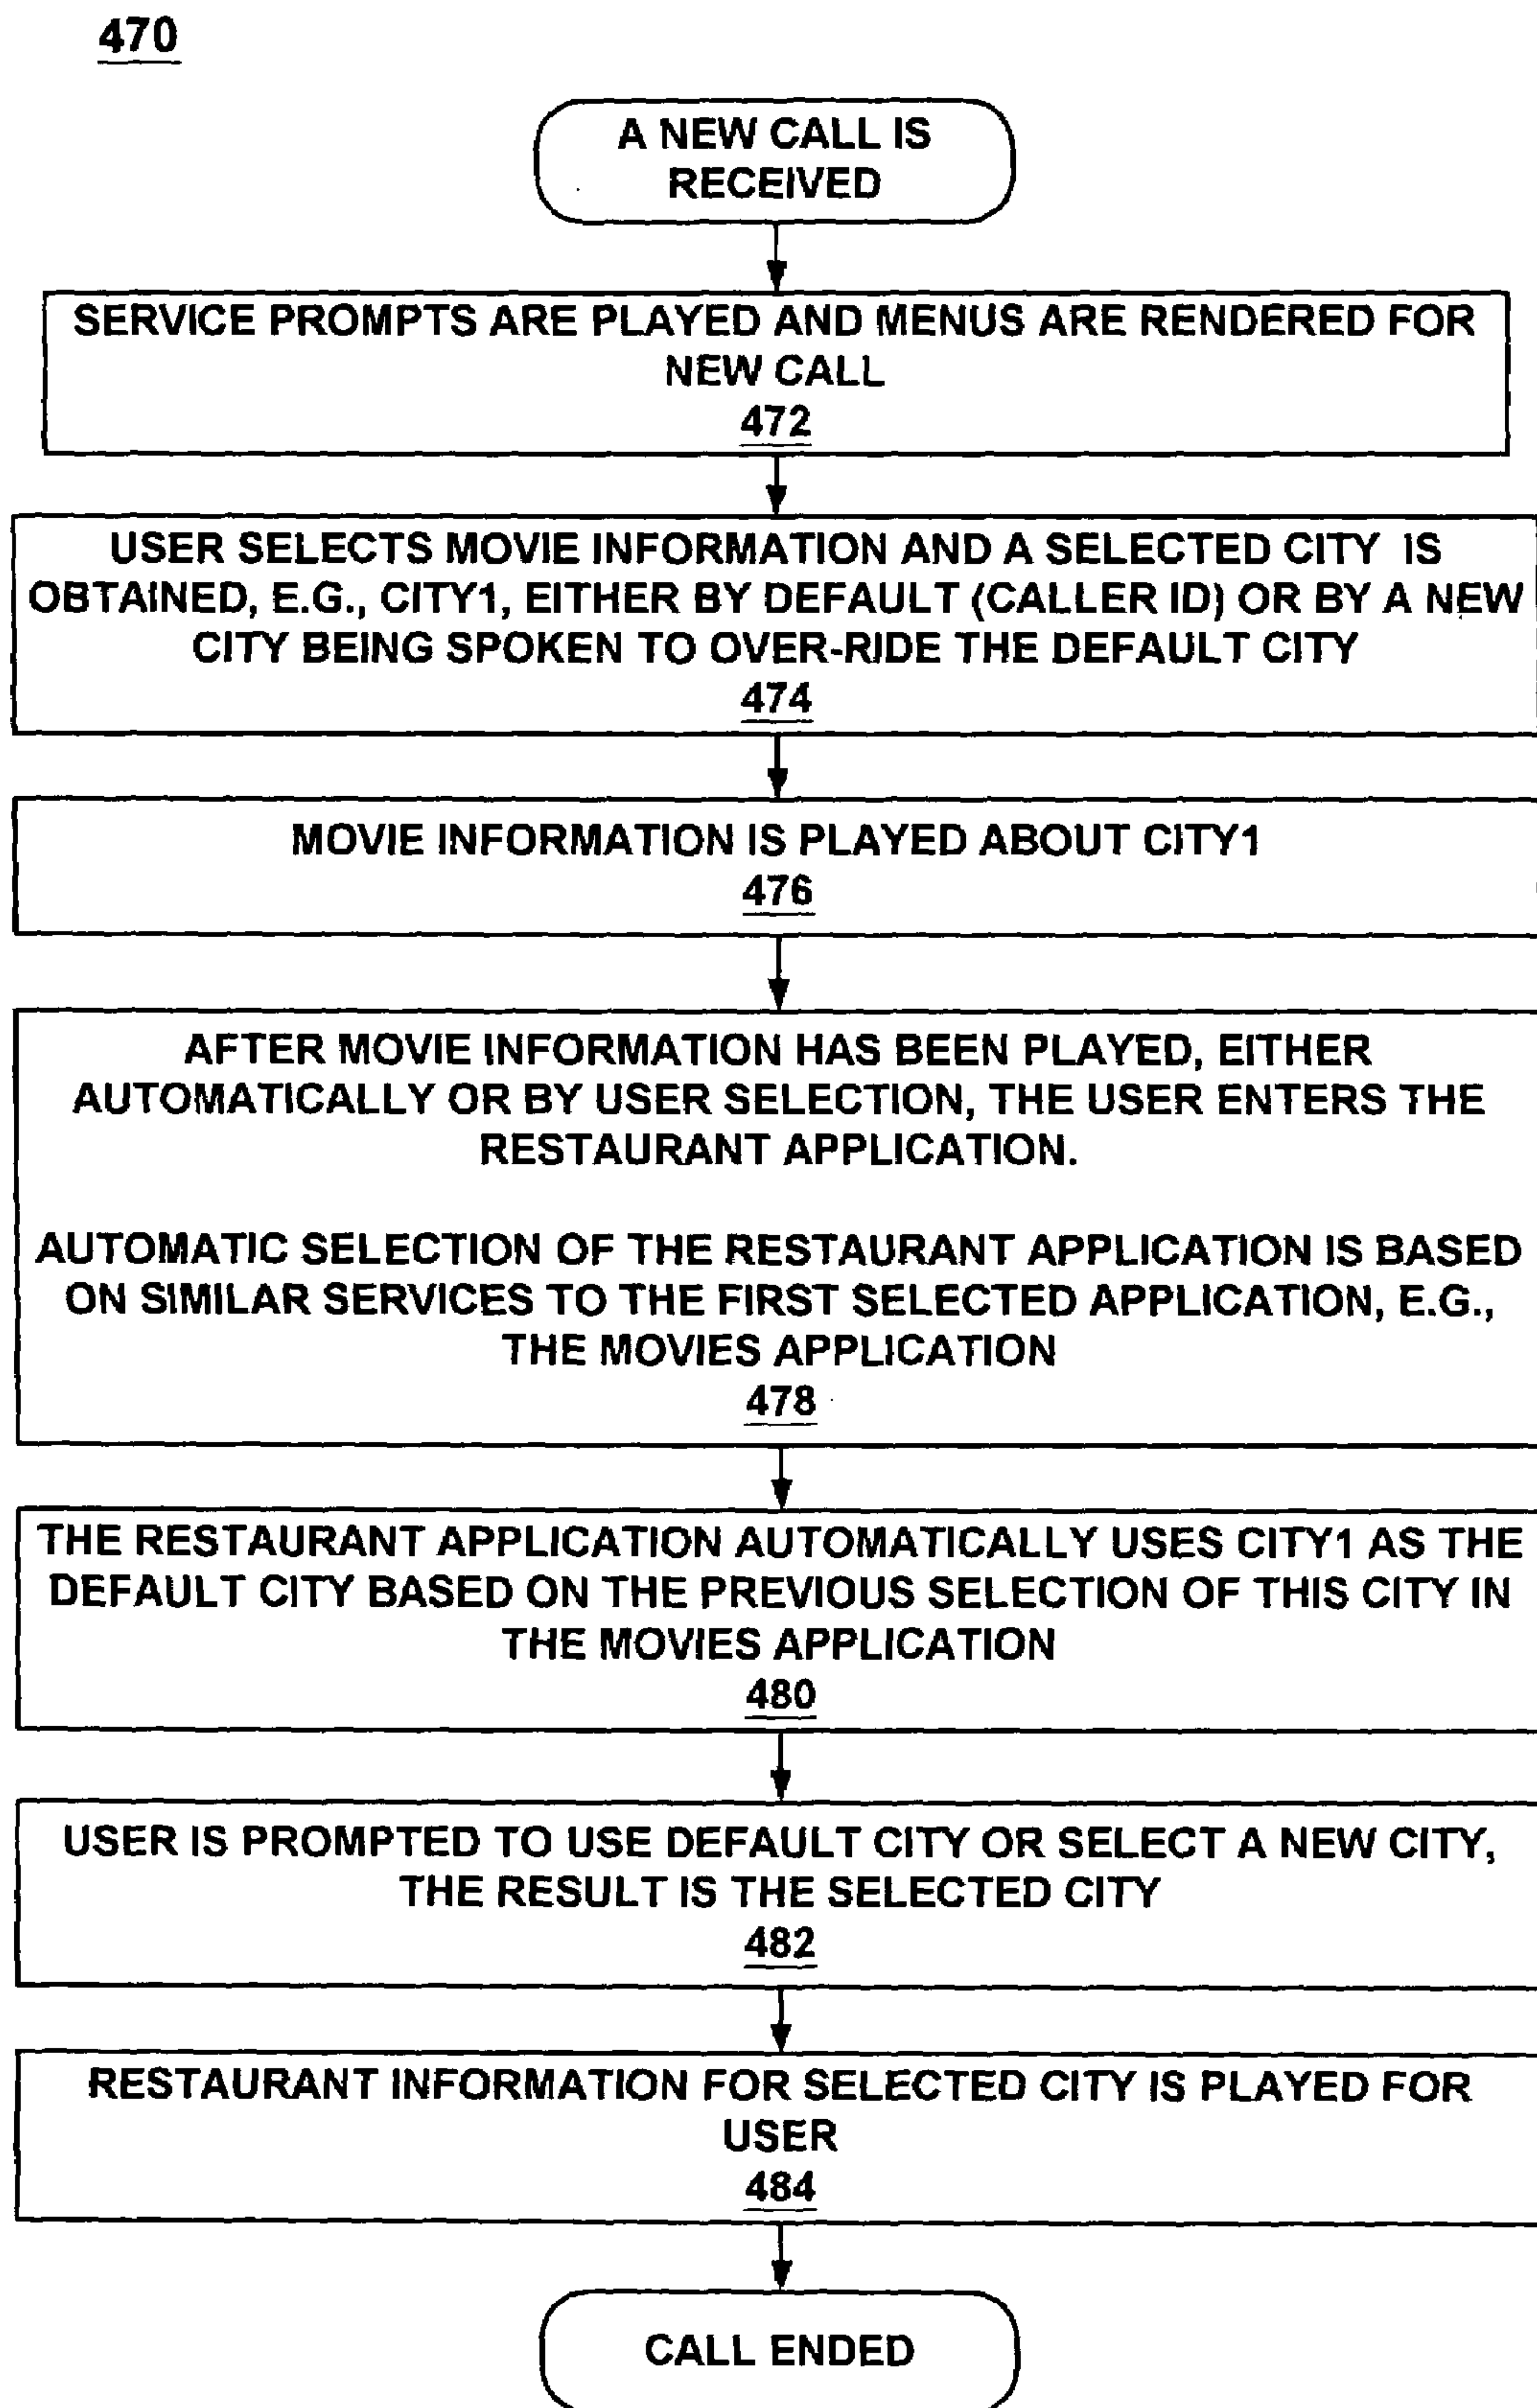 470
A NEW CALL IS
RECEIVED
SERVICE PROMPTS ARE PLAYED AND MENUS ARE RENDERED FOR
NEW CALL
472
USER SELECTS MOVIE INFORMATION AND A SELECTED CITY IS
OBTAINED, E.G., CITY1, EITHER BY DEFAULT (CALLER ID) OR BY A NEW
CITY BEING SPOKEN TO OVER-RIDE THE DEFAULT CITY
474
MOVIE INFORMATION IS PLAYED ABOUT CITY1
476
AFTER MOVIE INFORMATION HAS BEEN PLAYED, EITHER
AUTOMATICALLY OR BY USER SELECTION, THE USER ENTERS THE
RESTAURANT APPLICATION.
AUTOMATIC SELECTION OF THE RESTAURANT APPLICATION IS BASED
ON SIMILAR SERVICES TO THE FIRST SELECTED APPLICATION, E.G.,
THE MOVIES APPLICATION
478
THE RESTAURANT APPLICATION AUTOMATICALLY USES CITY1 AS THE
DEFAULT CITY BASED ON THE PREVIOUS SELECTION OF THIS CITY IN
THE MOVIES APPLICATION
480
USER IS PROMPTED TO USE DEFAULT CITY OR SELECT A NEW CITY,
THE RESULT IS THE SELECTED CITY
482
RESTAURANT INFORMATION FOR SELECTED CITY IS PLAYED FOR
USER
484
CALL ENDED